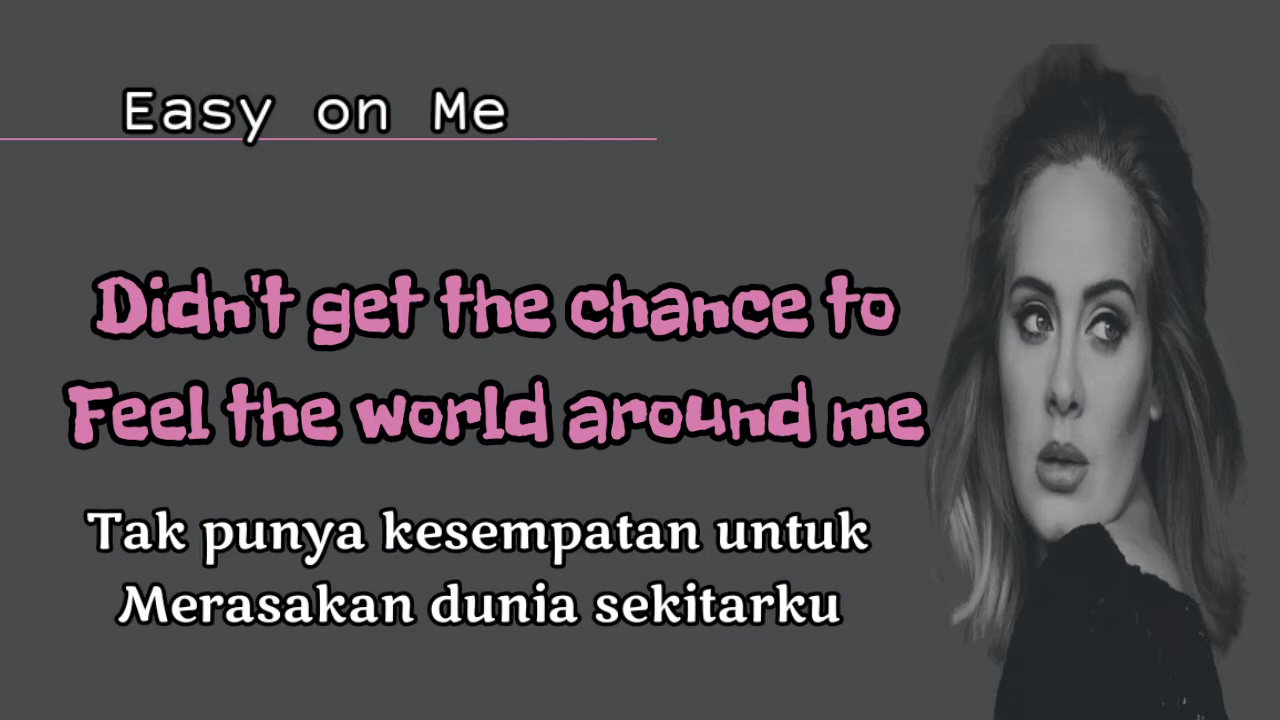 Easy on Me
Didn't get the chance to
Feel the world around me
Tak punya kesempatan untuk
Merasakan dunia sekitarku